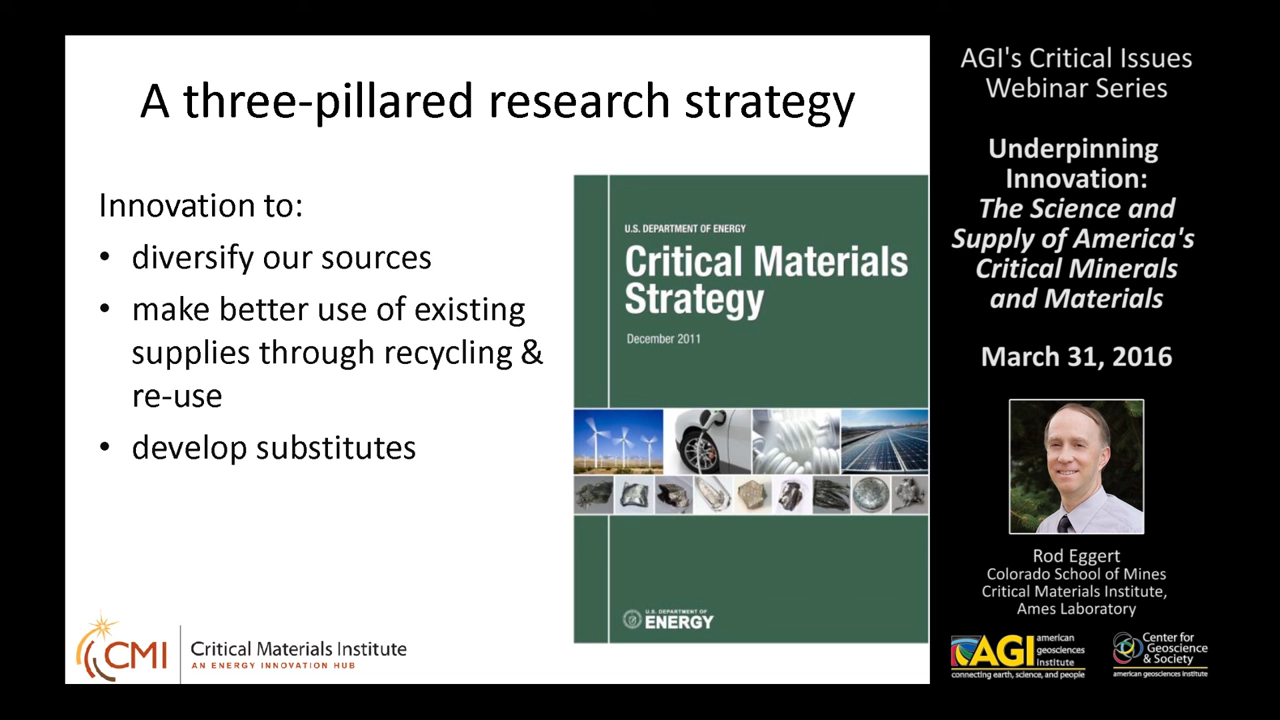 A three-pillared research strategy
Innovation to:
• diversify our sources
• make better use of existing
supplies through recycling &
re-use
• develop substitutes
U.S. DEPARTMENT OF ENERGY
Critical Materials
Strategy
December 2011
U.S. DEPARTMENT OF
ENERGY
CMI
Critical Materials Institute
AN ENERGY INNOVATION HUB
AGI's Critical Issues
Webinar Series
Underpinning
Innovation:
The Science and
Supply of America's
Critical Minerals
and Materials
March 31, 2016
Rod Eggert
Colorado School of Mines
Critical Materials Institute,
Ames Laboratory
AGI
american
geosciences
institute
connecting earth, science, and people
Center for
Geoscience
& Society
american geosciences institute